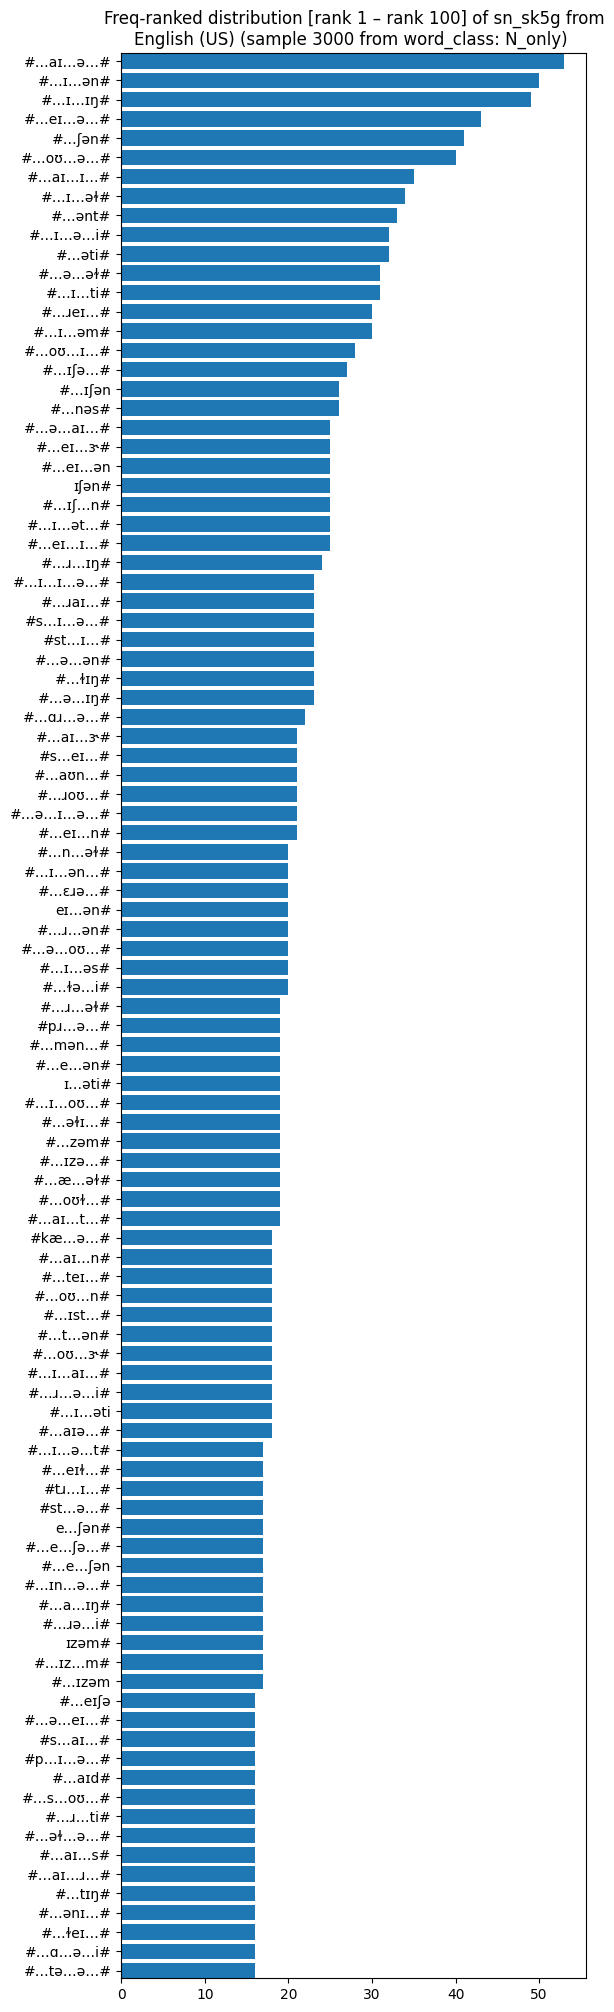 Freq-ranked distribution [rank 1 – rank 100] of sn_sk5g from
English (US) (sample 3000 from word_class: N_only)
#…aɪ…ə…#
#…ɪ…ən#
#…ɪ…ɪŋ#
#…eɪ…ə…#
#…ʃən#
#…oʊ…ə…#
#…aɪ…ɪ…#
#…ɪ…əɫ#
#…ənt#
#…ɪ…ə…i#
#…əti#
#…ə…əɫ#
#…ɪ…ti#
#…ɹeɪ…#
#…ɪ…əm#
#…oʊ…ɪ…#
#…ɪʃə…#
#…ɪʃən
#…nəs#
#…ə…aɪ…#
#…eɪ…ɝ#
#…eɪ…ən
ɪʃən#
#…ɪʃ…n#
#…ɪ…ət…#
#…eɪ…ɪ…#
#…ɹ…ɪŋ#
#…ɪ…ɪ…ə…#
#…ɹaɪ…#
#s…ɪ…ə…#
#st…ɪ…#
#…ə…ən#
#…ɫɪŋ#
#…ə…ɪŋ#
#…ɑɹ…ə…#
#…aɪ…ɝ#
#s…eɪ…#
#…aʊn…#
#…ɹoʊ…#
#…ə…ɪ…ə…#
#…eɪ…n#
#…n…əɫ#
#…ɪ…ən…#
#…ɛɹə…#
eɪ…ən#
#…ɹ…ən#
#…ə…oʊ…#
#…ɪ…əs#
#…ɫə…i#
#…ɹ…əɫ#
#pɹ…ə…#
#…mən…#
#…e…ən#
ɪ…əti#
#…ɪ…oʊ…#
#…əɫɪ…#
#…zəm#
#…ɪzə…#
#…æ…əɫ#
#…oʊɫ…#
#…aɪ…t…#
#kæ…ə…#
#…aɪ…n#
#…teɪ…#
#…oʊ…n#
#…ɪst…#
#…t…ən#
#…oʊ…ɝ#
#…ɪ…aɪ…#
#…ɹ…ə…i#
#…ɪ…əti
#…aɪə…#
#…ɪ…ə…t#
#…eɪɫ…#
#tɹ…ɪ…#
#st…ə…#
e…ʃən#
#…e…ʃə…#
#…e…ʃən
#…ɪn…ə…#
#…a…ɪŋ#
#…ɹə…i#
ɪzəm#
#…ɪz…m#
#…ɪzəm
#…eɪʃə
#…ə…eɪ…#
#s…aɪ…#
#p…ɪ…ə…#
#…aɪd#
#…s…oʊ…#
#…ɹ…ti#
#…əɫ…ə…#
#…aɪ…s#
#…aɪ…ɹ…#
#…tɪŋ#
#…ənɪ…#
#…ɫeɪ…#
#…ɑ…ə…i#
#…tə…ə…#
0 10 20 30 40 50